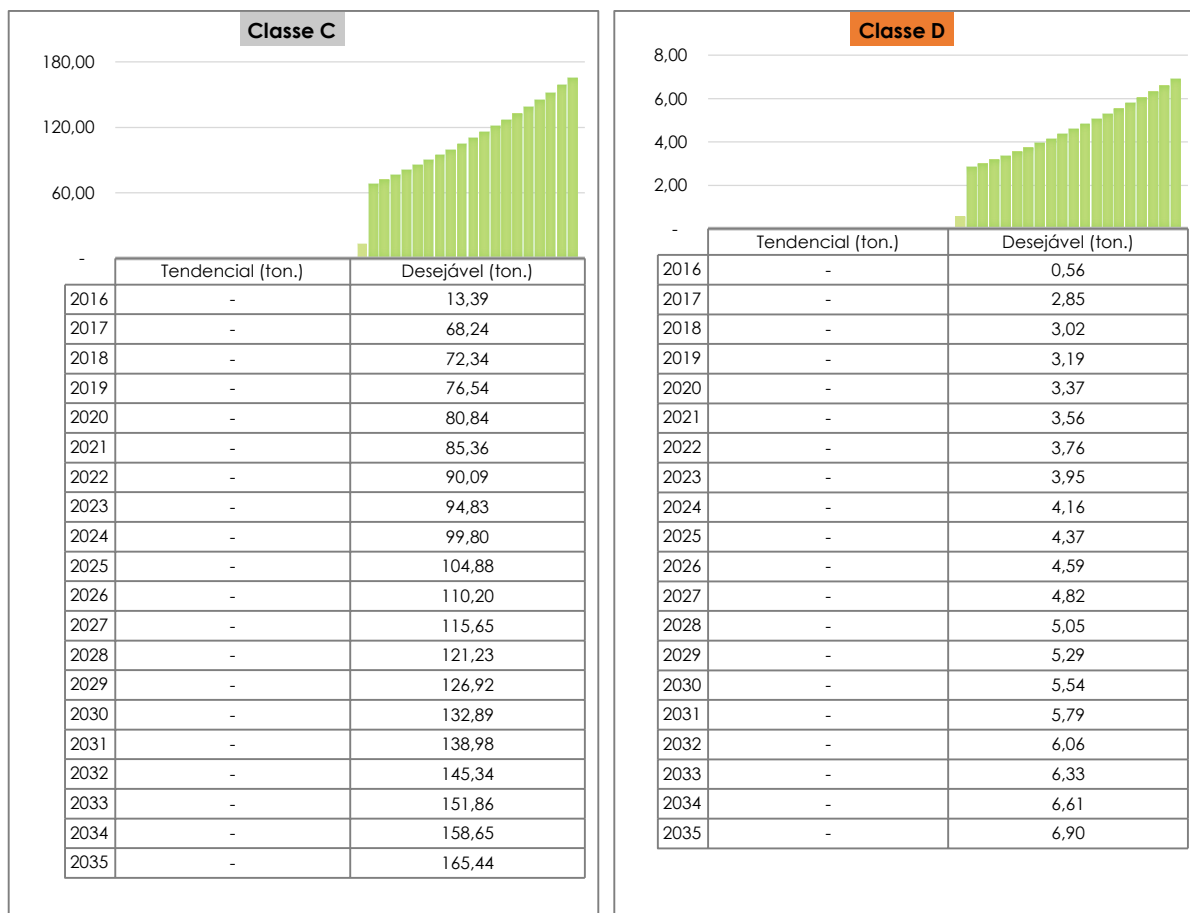 Classe C
180,00
120,00
60,00
-
Tendencial (ton.) Desejável (ton.)
2016 - 13,39
2017 - 68,24
2018 - 72,34
2019 - 76,54
2020 - 80,84
2021 - 85,36
2022 - 90,09
2023 - 94,83
2024 - 99,80
2025 - 104,88
2026 - 110,20
2027 - 115,65
2028 - 121,23
2029 - 126,92
2030 - 132,89
2031 - 138,98
2032 - 145,34
2033 - 151,86
2034 - 158,65
2035 - 165,44
Classe D
8,00
6,00
4,00
2,00
-
Tendencial (ton.) Desejável (ton.)
2016 - 0,56
2017 - 2,85
2018 - 3,02
2019 - 3,19
2020 - 3,37
2021 - 3,56
2022 - 3,76
2023 - 3,95
2024 - 4,16
2025 - 4,37
2026 - 4,59
2027 - 4,82
2028 - 5,05
2029 - 5,29
2030 - 5,54
2031 - 5,79
2032 - 6,06
2033 - 6,33
2034 - 6,61
2035 - 6,90